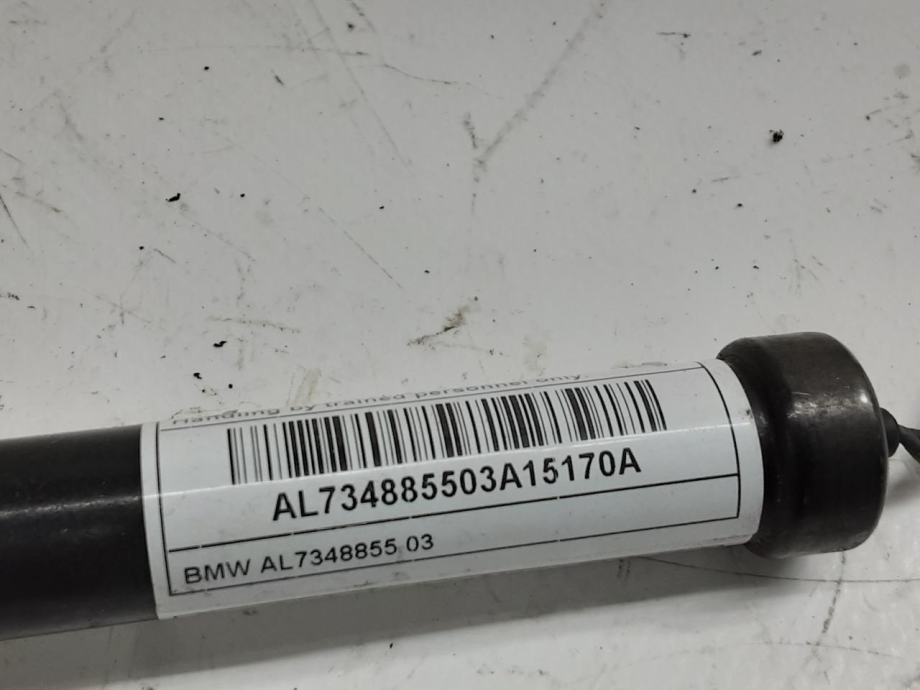 Handling by trained personnel only.
AL734885503A15170A
BMW AL7348855 03